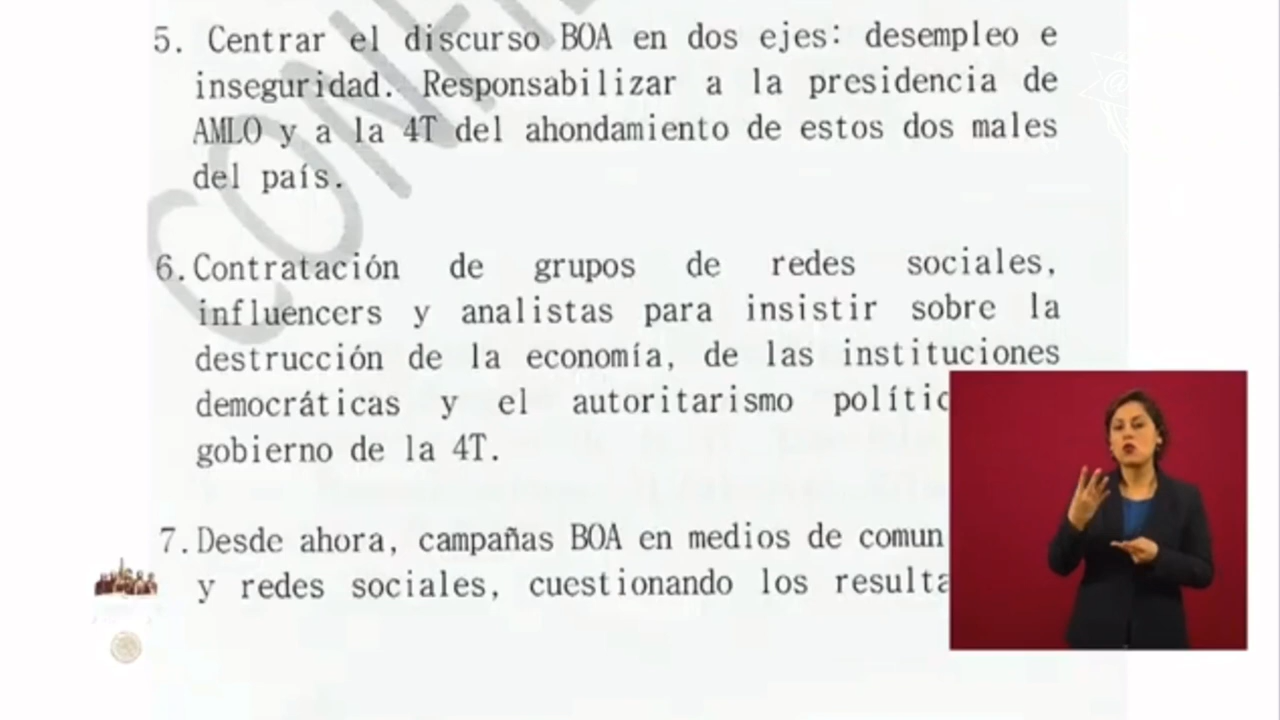 5. Centrar el discurso BOA en dos ejes: desempleo e
inseguridad. Responsabilizar a la presidencia de
AMLO y a la 4T del ahondamiento de estos dos males
del país.
6. Contratación de grupos de redes sociales,
influencers y analistas para insistir sobre la
destrucción de la economía, de las instituciones
democráticas y el autoritarismo polític
gobierno de la 4T.
7. Desde ahora, campañas BOA en medios de comun
y redes sociales, cuestionando los resulta